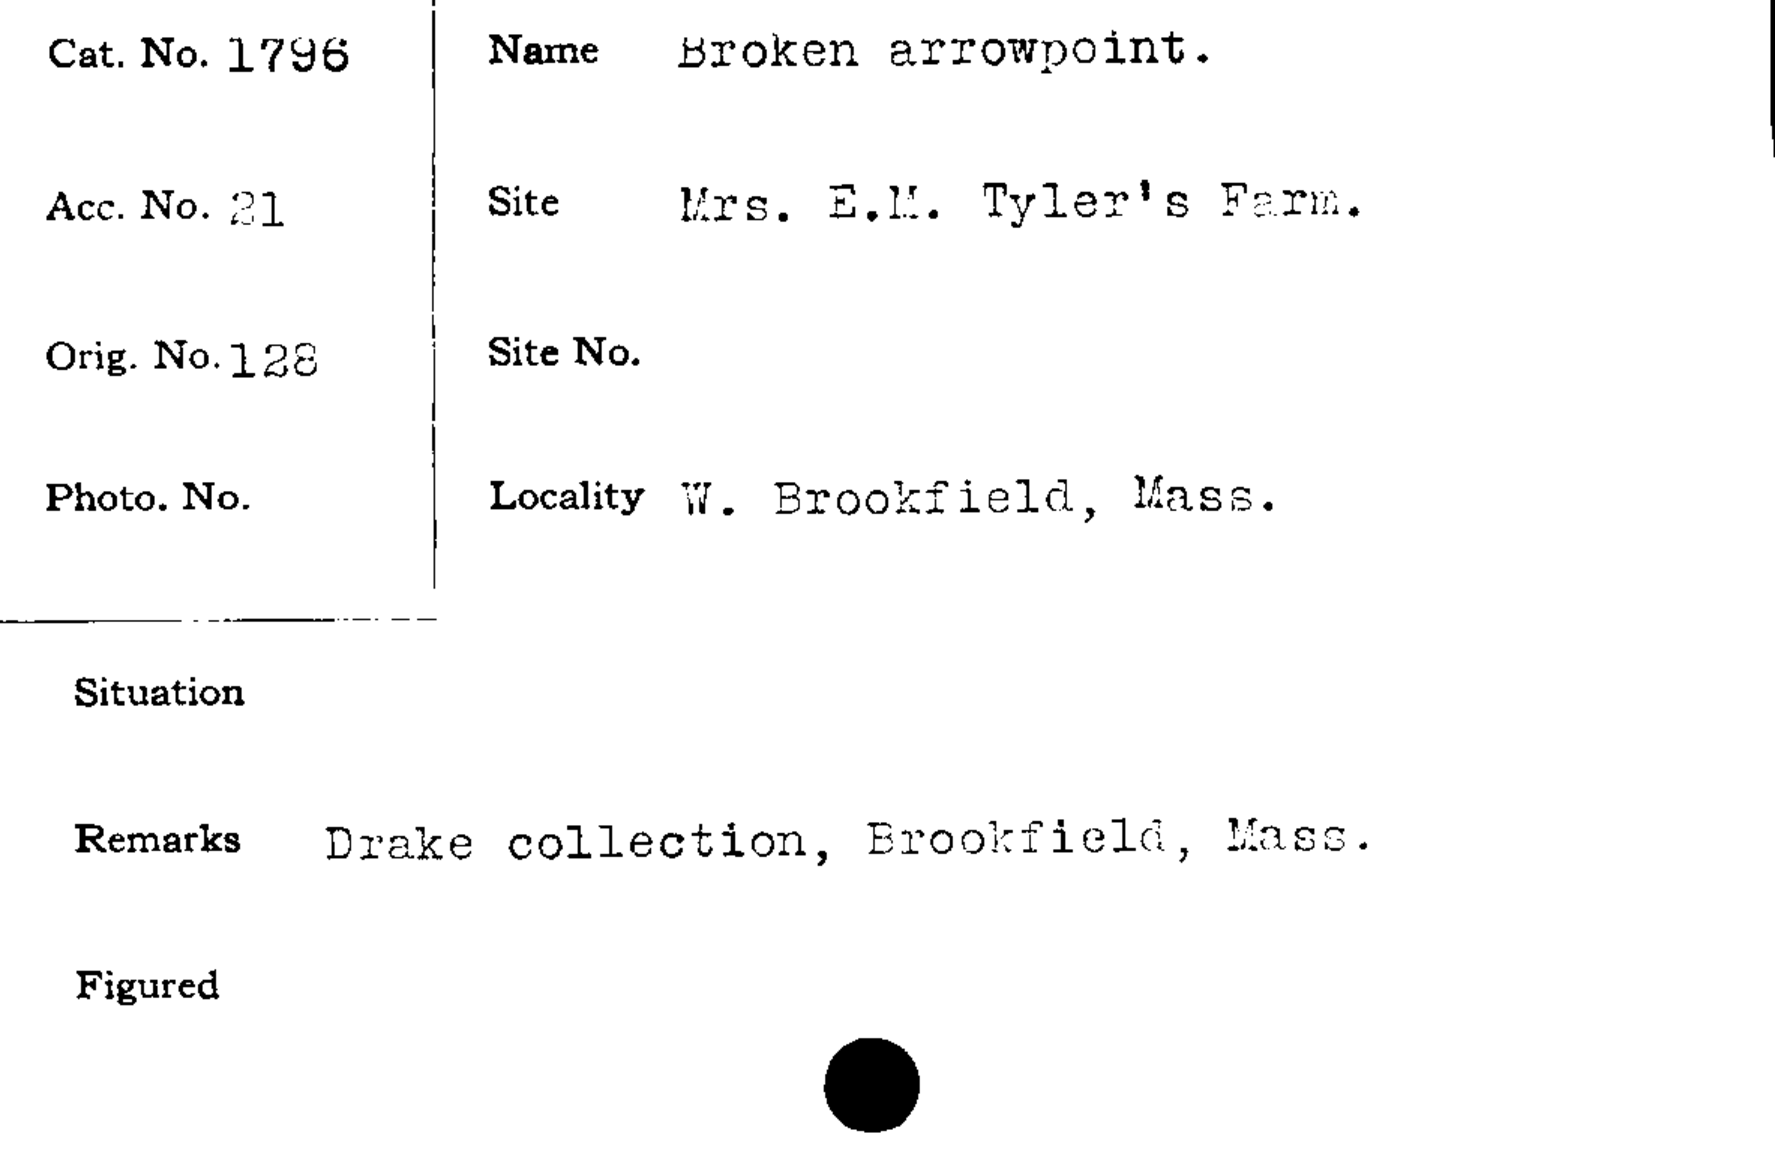 Cat. No. 1796
Name Broken arrowpoint.
Acc. No. 21
Site Mrs. E.M. Tyler's Farm.
Orig. No. 128
Site No.
Photo. No.
Locality W. Brookfield, Mass.
Situation
Remarks Drake collection, Brookfield, Mass.
Figured